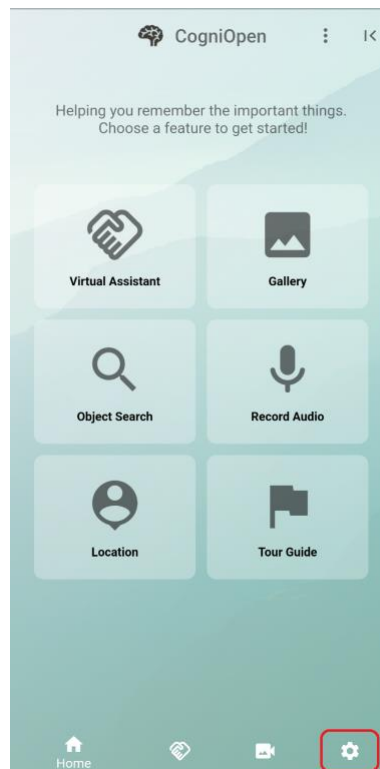 CogniOpen
Helping you remember the important things.
Choose a feature to get started!
Virtual Assistant
Gallery
Object Search
Record Audio
Location
Tour Guide
Home